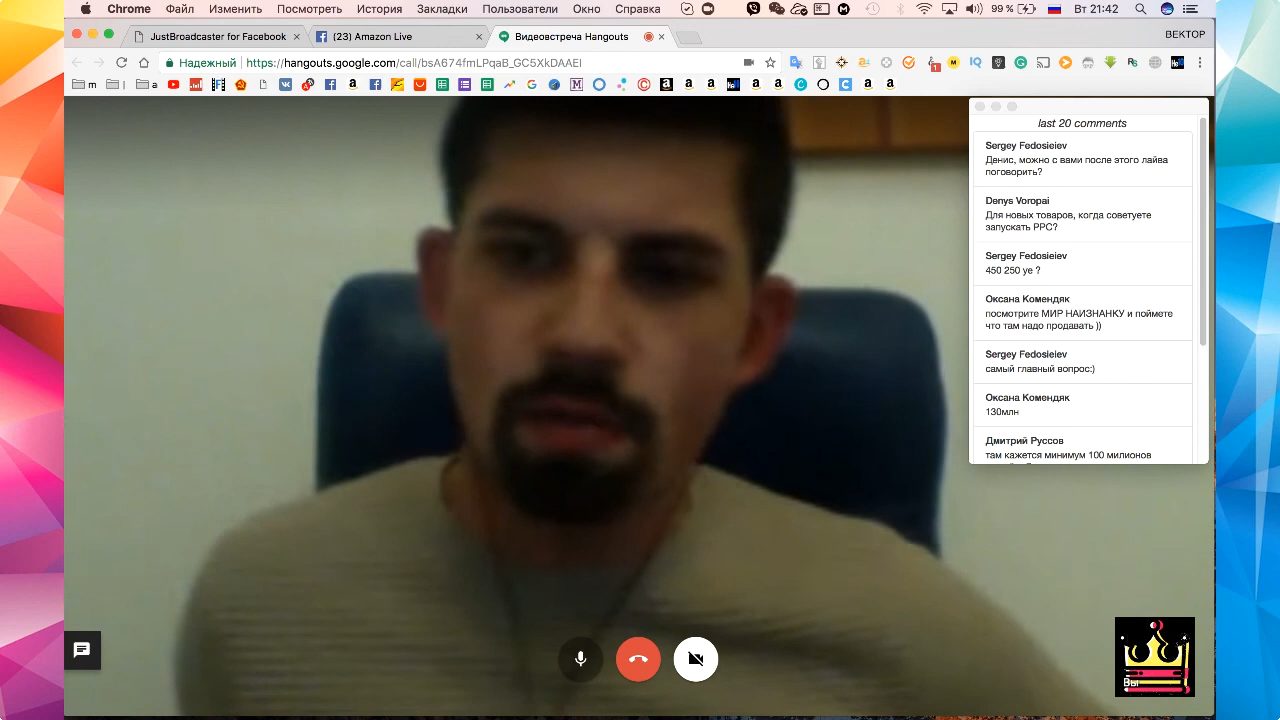 Chrome Файл Изменить Посмотреть История Закладки Пользователи Окно Справка 99 % Вт 21:42
JustBroadcaster for Facebook
(23) Amazon Live
Видеовстреча Hangouts
ВЕКТОР
Надежный https://hangouts.google.com/call/bsA674fmLPqaB_GC5XkDAAEI
m
a
last 20 comments
Sergey Fedosieiev
Денис, можно с вами после этого лайва
поговорить?
Denys Voropai
Для новых товаров, когда советуете
запускать PPC?
Sergey Fedosieiev
450 250 уе ?
Оксана Комендяк
посмотрите МИР НАИЗНАНКУ и поймете
что там надо продавать ))
Sergey Fedosieiev
самый главный вопрос:)
Оксана Комендяк
130млн
Дмитрий Руссов
там кажется минимум 100 милионов
Вы